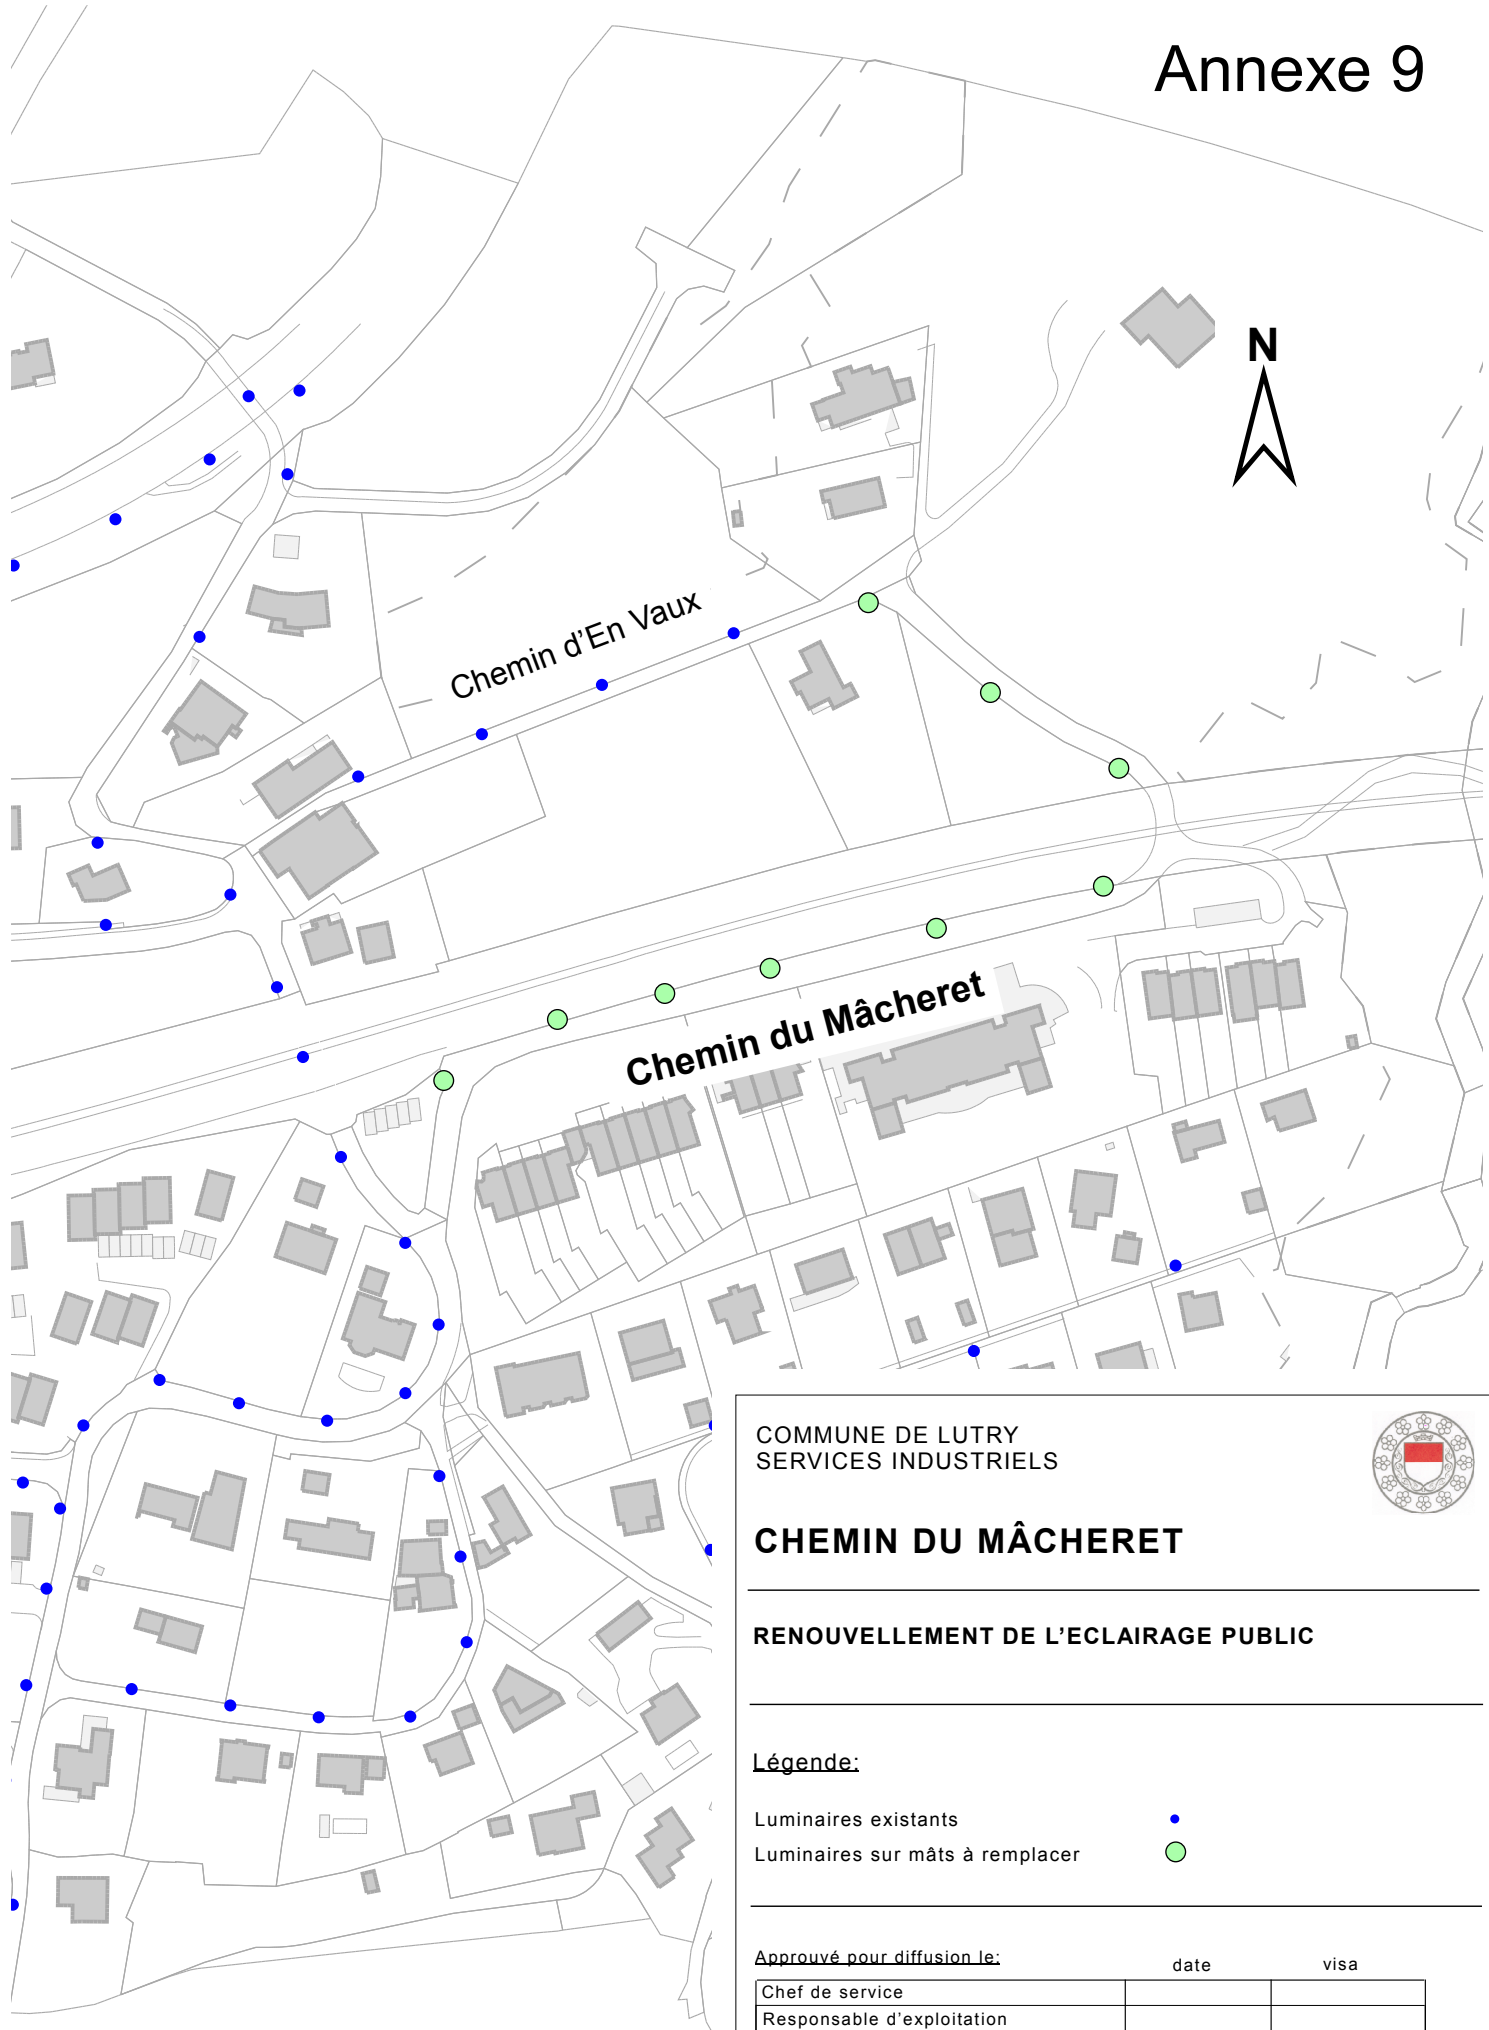 Annexe 9
N
Chemin d'En Vaux
Chemin du Mâcheret
COMMUNE DE LUTRY
SERVICES INDUSTRIELS
CHEMIN DU MÂCHERET
RENOUVELLEMENT DE L'ECLAIRAGE PUBLIC
Légende:
Luminaires existants
Luminaires sur mâts à remplacer
Approuvé pour diffusion le: date visa
Chef de service
Responsable d'exploitation